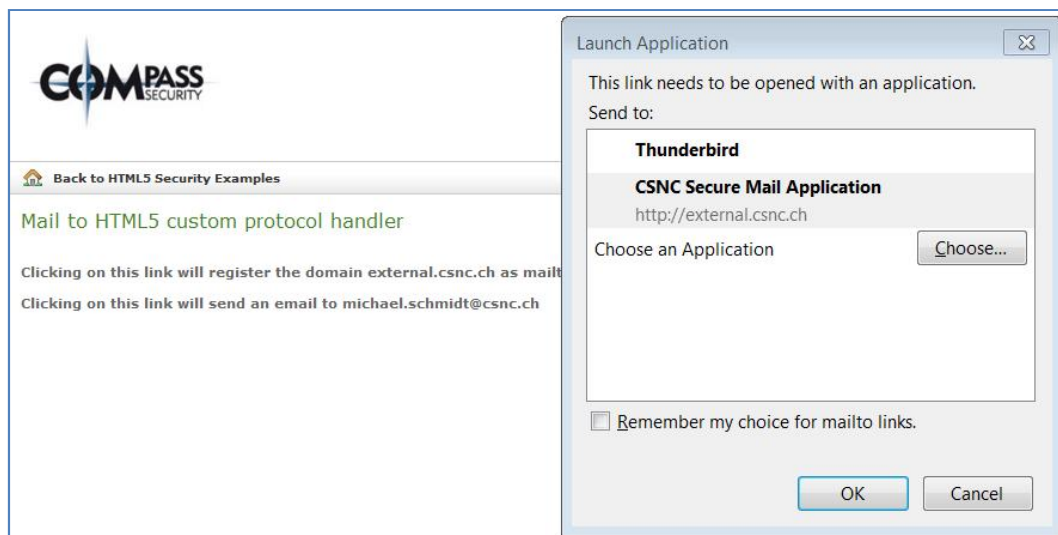 COMPASS
SECURITY
Back to HTML5 Security Examples
Mail to HTML5 custom protocol handler
Clicking on this link will register the domain external.csnc.ch as mailt
Clicking on this link will send an email to michael.schmidt@csnc.ch
Launch Application
This link needs to be opened with an application.
Send to:
Thunderbird
CSNC Secure Mail Application
http://external.csnc.ch
Choose an Application
Choose...
Remember my choice for mailto links.
OK
Cancel